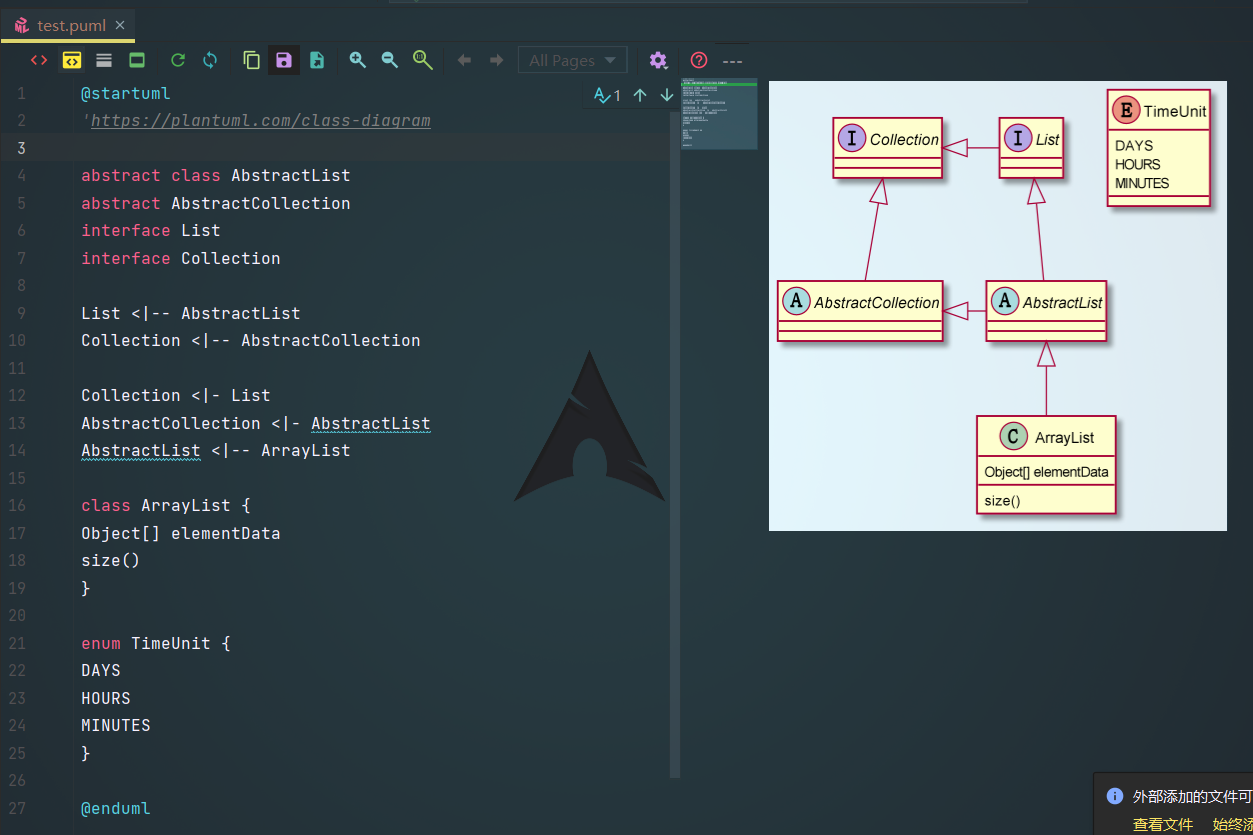 test.puml
All Pages
1
1 @startuml
2 'https://plantuml.com/class-diagram
3
4 abstract class AbstractList
5 abstract AbstractCollection
6 interface List
7 interface Collection
8
9 List <|-- AbstractList
10 Collection <|-- AbstractCollection
11
12 Collection <|- List
13 AbstractCollection <|- AbstractList
14 AbstractList <|-- ArrayList
15
16 class ArrayList {
17 Object[] elementData
18 size()
19 }
20
21 enum TimeUnit {
22 DAYS
23 HOURS
24 MINUTES
25 }
26
27 @enduml
I Collection
I List
E TimeUnit
DAYS
HOURS
MINUTES
A AbstractCollection
A AbstractList
C ArrayList
Object[] elementData
size()
外部添加的文件可
查看文件 始终添